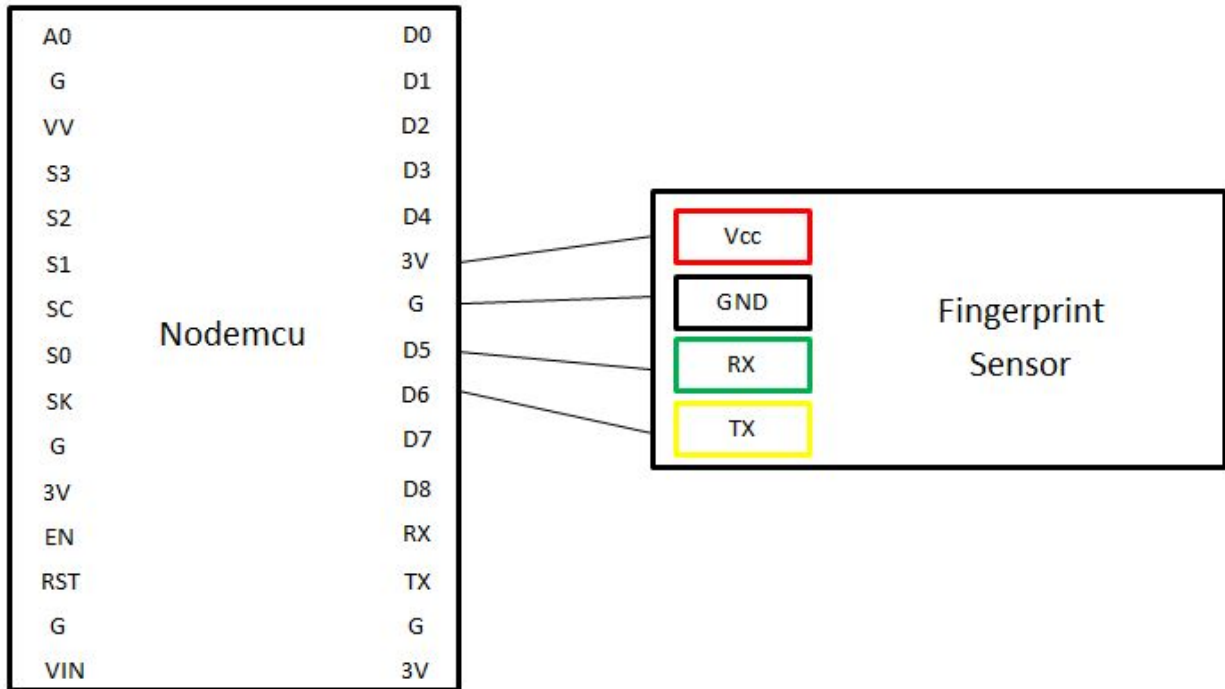 A0
G
VV
S3
S2
S1
SC
S0
SK
G
3V
EN
RST
G
VIN
Nodemcu
D0
D1
D2
D3
D4
3V
G
D5
D6
D7
D8
RX
TX
G
3V
Vcc
GND
RX
TX
Fingerprint
Sensor